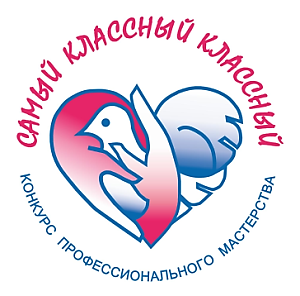 САМЫЙ КЛАССНЫЙ КЛАССНЫЙ
КОНКУРС ПРОФЕССИОНАЛЬНОГО МАСТЕРСТВА